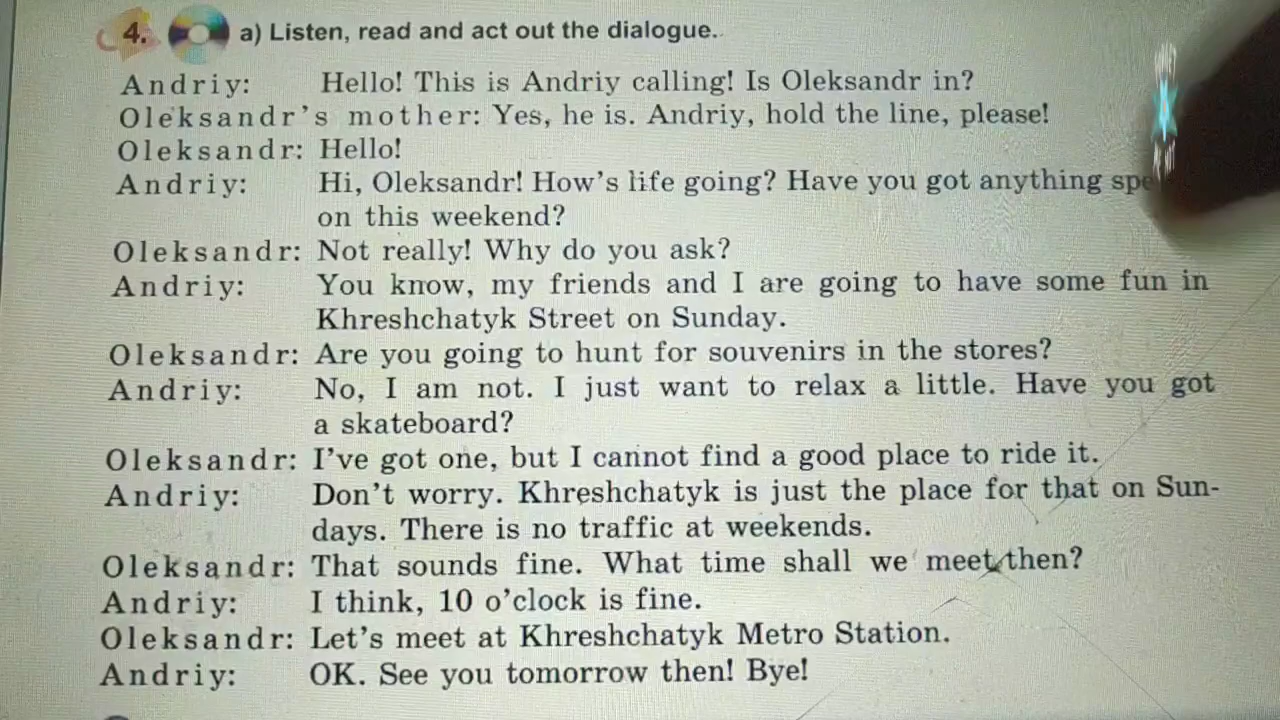 4. a) Listen, read and act out the dialogue.
Andriy: Hello! This is Andriy calling! Is Oleksandr in?
Oleksandr's mother: Yes, he is. Andriy, hold the line, please!
Oleksandr: Hello!
Andriy: Hi, Oleksandr! How's life going? Have you got anything
on this weekend?
Oleksandr: Not really! Why do you ask?
Andriy: You know, my friends and I are going to have some fun in
Khreshchatyk Street on Sunday.
Oleksandr: Are you going to hunt for souvenirs in the stores?
Andriy: No, I am not. I just want to relax a little. Have you got
a skateboard?
Oleksandr: I've got one, but I cannot find a good place to ride it.
Andriy: Don't worry. Khreshchatyk is just the place for that on Sun-
days. There is no traffic at weekends.
Oleksandr: That sounds fine. What time shall we meet then?
Andriy: I think, 10 o'clock is fine.
Oleksandr: Let's meet at Khreshchatyk Metro Station.
Andriy: OK. See you tomorrow then! Bye!